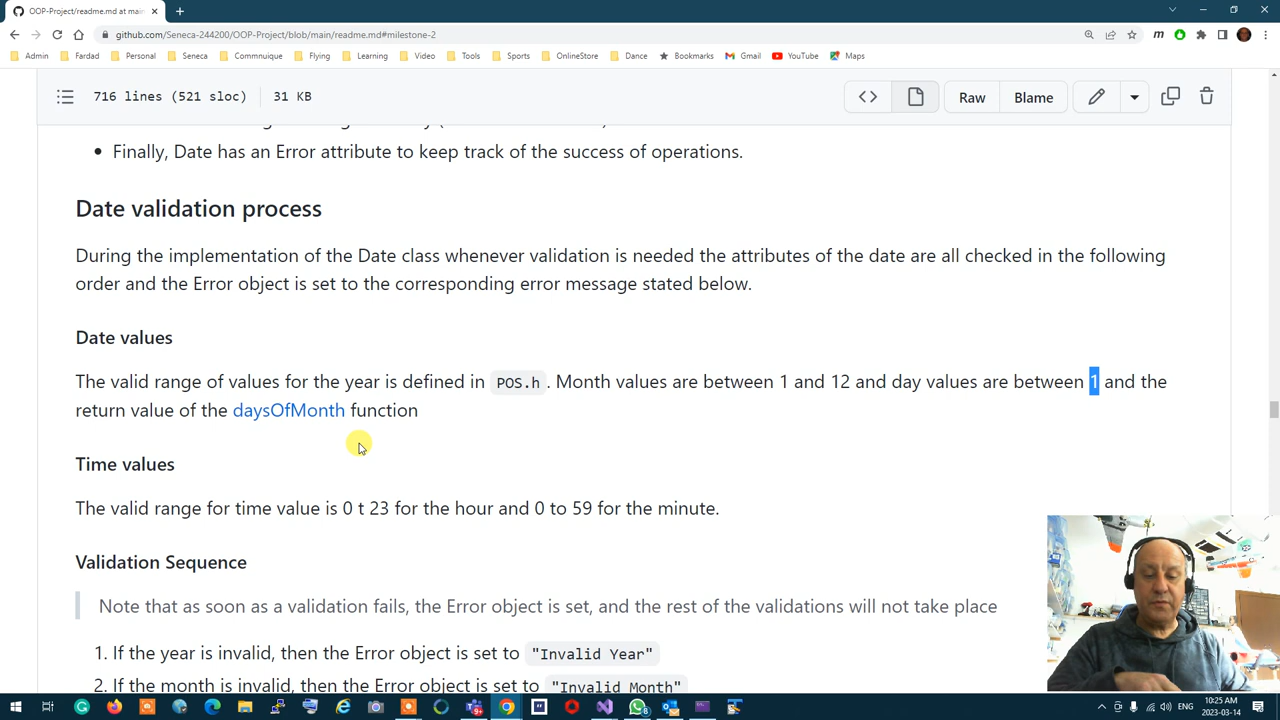 OOP-Project/readme.md at main
github.com/Seneca-244200/OOP-Project/blob/main/readme.md#milestone-2
Admin Fardad Personal Seneca Commnuique Flying Learning Video Tools Sports OnlineStore Dance Bookmarks Gmail YouTube Maps
716 lines (521 sloc) 31 KB
Raw Blame
Finally, Date has an Error attribute to keep track of the success of operations.
Date validation process
During the implementation of the Date class whenever validation is needed the attributes of the date are all checked in the following
order and the Error object is set to the corresponding error message stated below.
Date values
The valid range of values for the year is defined in POS.h. Month values are between 1 and 12 and day values are between 1 and the
return value of the daysOfMonth function
Time values
The valid range for time value is 0 t 23 for the hour and 0 to 59 for the minute.
Validation Sequence
Note that as soon as a validation fails, the Error object is set, and the rest of the validations will not take place
1. If the year is invalid, then the Error object is set to "Invalid Year"
2. If the month is invalid, then the Error object is set to "Invalid Month"
ENG
10:25 AM
2023-03-14